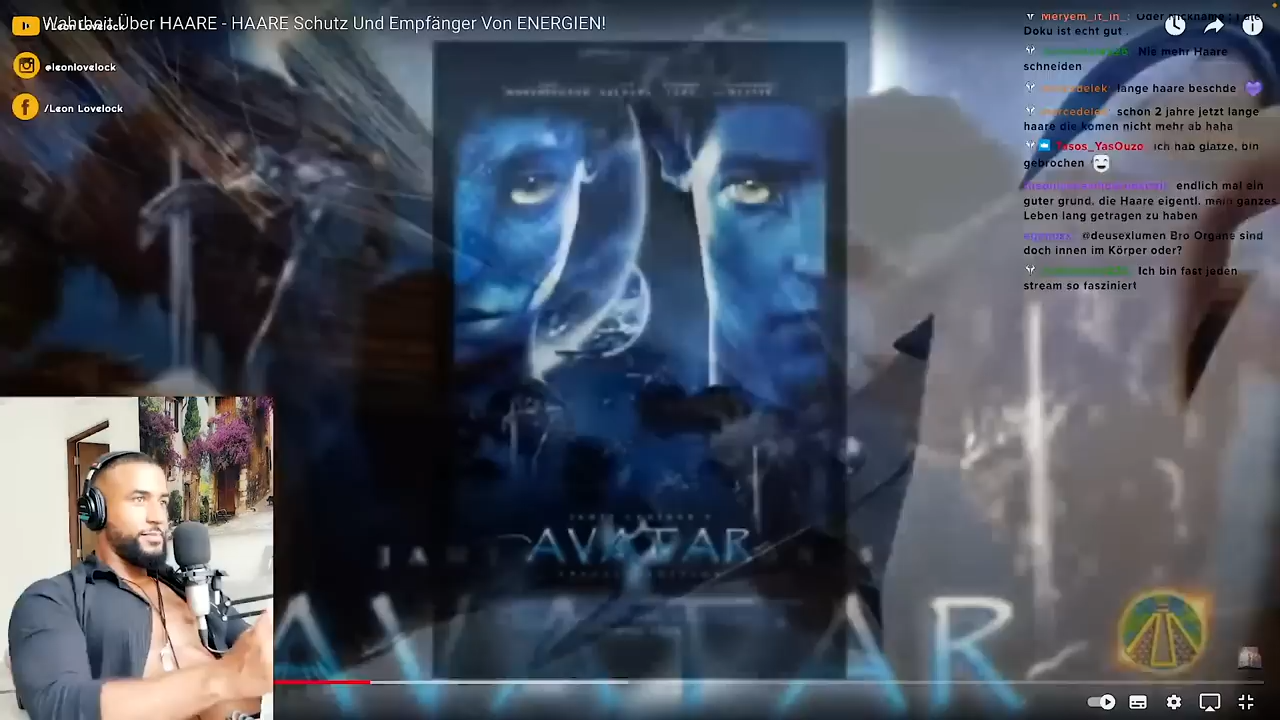 Wahrheit Über HAARE - HAARE Schutz Und Empfänger Von ENERGIEN!
/Leon Lovelock
@leonlovelock
/Leon Lovelock
Meryem_it_in_: Oder nickname : ) die
Doku ist echt gut .
Nie mehr Haare
schneiden
lange haare beschde
schon 2 jahre jetzt lange
haare die komen nicht mehr ab haha
Tasos_YasOuzo: ich hab glatze, bin
gebrochen
endlich mal ein
guter grund, die Haare eigentl. mein ganzes
Leben lang getragen zu haben
@deusexlumen Bro Organe sind
doch innen im Körper oder?
Ich bin fast jeden
stream so fasziniert
AVATAR
AVATAR